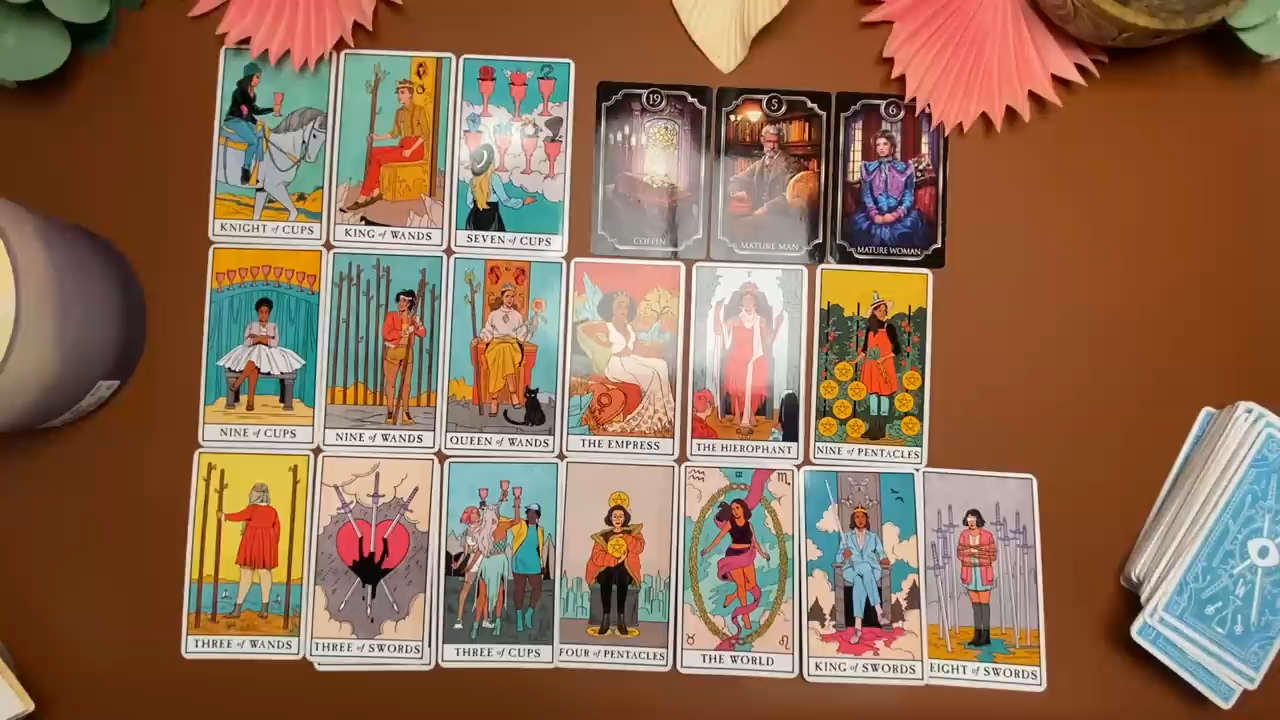 KNIGHT of CUPS
KING of WANDS
SEVEN of CUPS
19
COFFIN
5
MATURE MAN
6
MATURE WOMAN
NINE of CUPS
NINE of WANDS
QUEEN of WANDS
THE EMPRESS
THE HIEROPHANT
NINE of PENTACLES
THREE of WANDS
THREE of SWORDS
THREE of CUPS
FOUR of PENTACLES
THE WORLD
KING of SWORDS
EIGHT of SWORDS